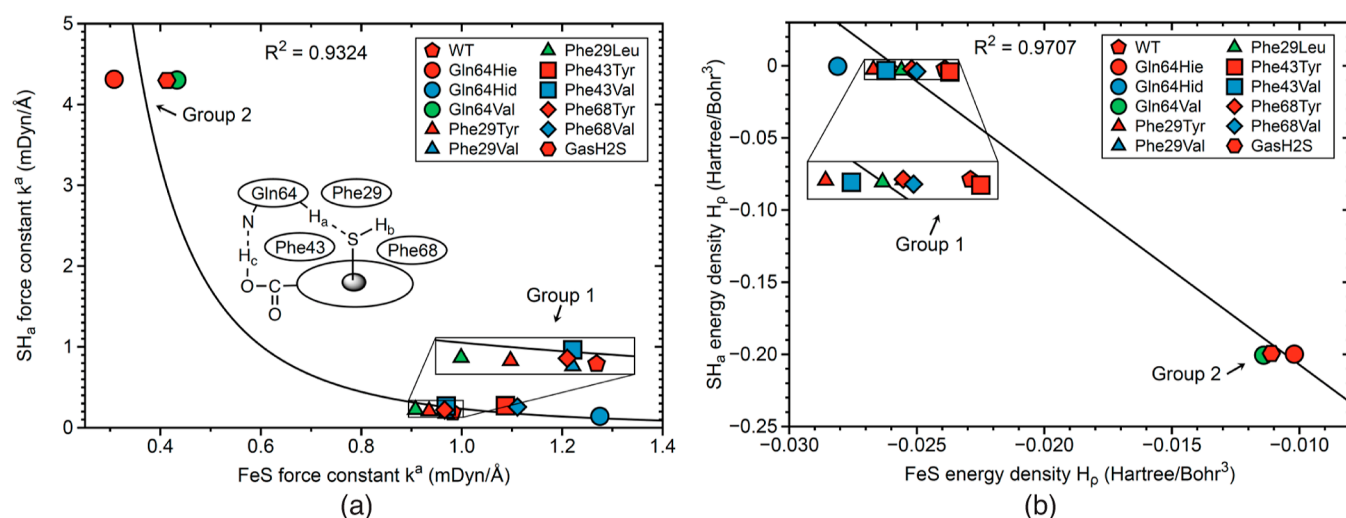 5
4
3
2
1
0
0.4
0.6
0.8
1.0
1.2
1.4
SHa force constant kᵃ (mDyn/Å)
FeS force constant kᵃ (mDyn/Å)
R² = 0.9324
WT
Gln64Hie
Gln64Hid
Gln64Val
Phe29Tyr
Phe29Val
Phe29Leu
Phe43Tyr
Phe43Val
Phe68Tyr
Phe68Val
GasH2S
Group 2
Gln64
Phe29
N
Ha
Hb
S
Phe43
Phe68
Hc
O–C
O
Group 1
(a)
0
−0.05
−0.10
−0.15
−0.20
−0.25
−0.030
−0.025
−0.020
−0.015
−0.010
SHa energy density Hρ (Hartree/Bohr³)
FeS energy density Hρ (Hartree/Bohr³)
R² = 0.9707
WT
Gln64Hie
Gln64Hid
Gln64Val
Phe29Tyr
Phe29Val
Phe29Leu
Phe43Tyr
Phe43Val
Phe68Tyr
Phe68Val
GasH2S
Group 1
Group 2
(b)